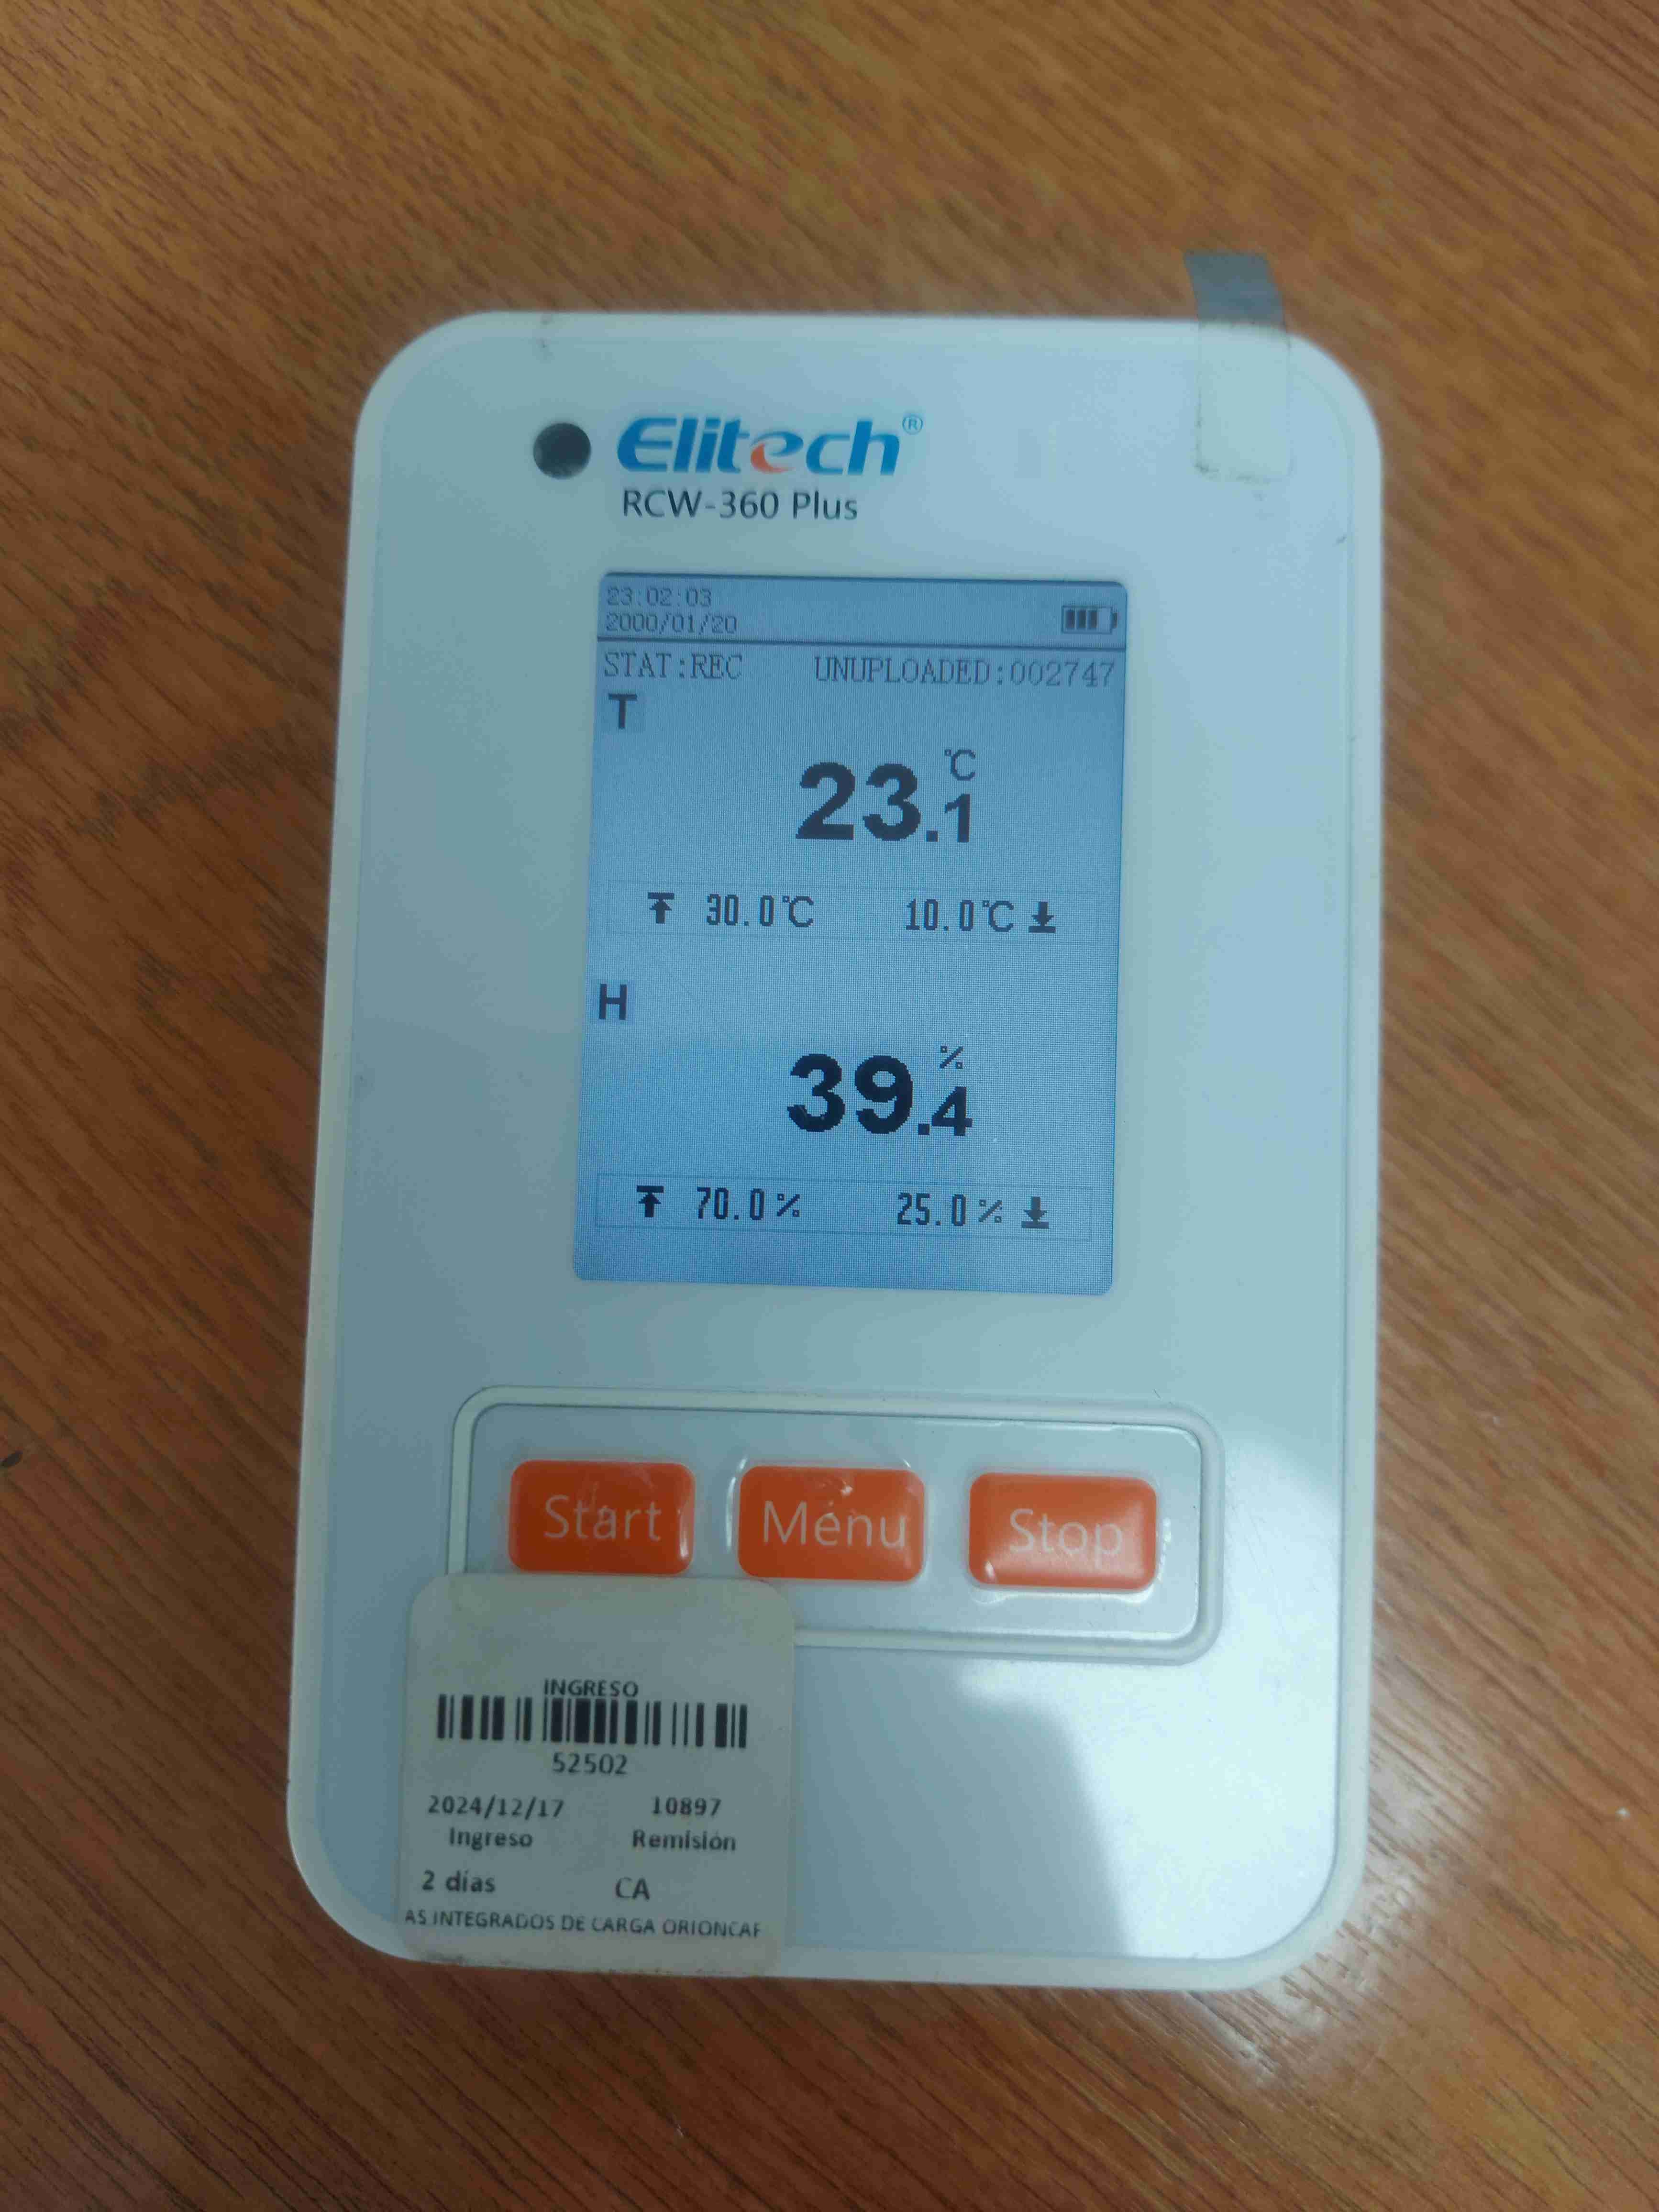 Elitech®
RCW-360 Plus
23:02:03
2000/01/20
STAT:REC UNUPLOADED:002747
T
23.1 ℃
30.0℃ 10.0℃
H
39.4 %
70.0% 25.0%
Start Menu Stop
INGRESO
52502
2024/12/17 10897
Ingreso Remisión
2 días CA
AS INTEGRADOS DE CARGA ORIONCAR